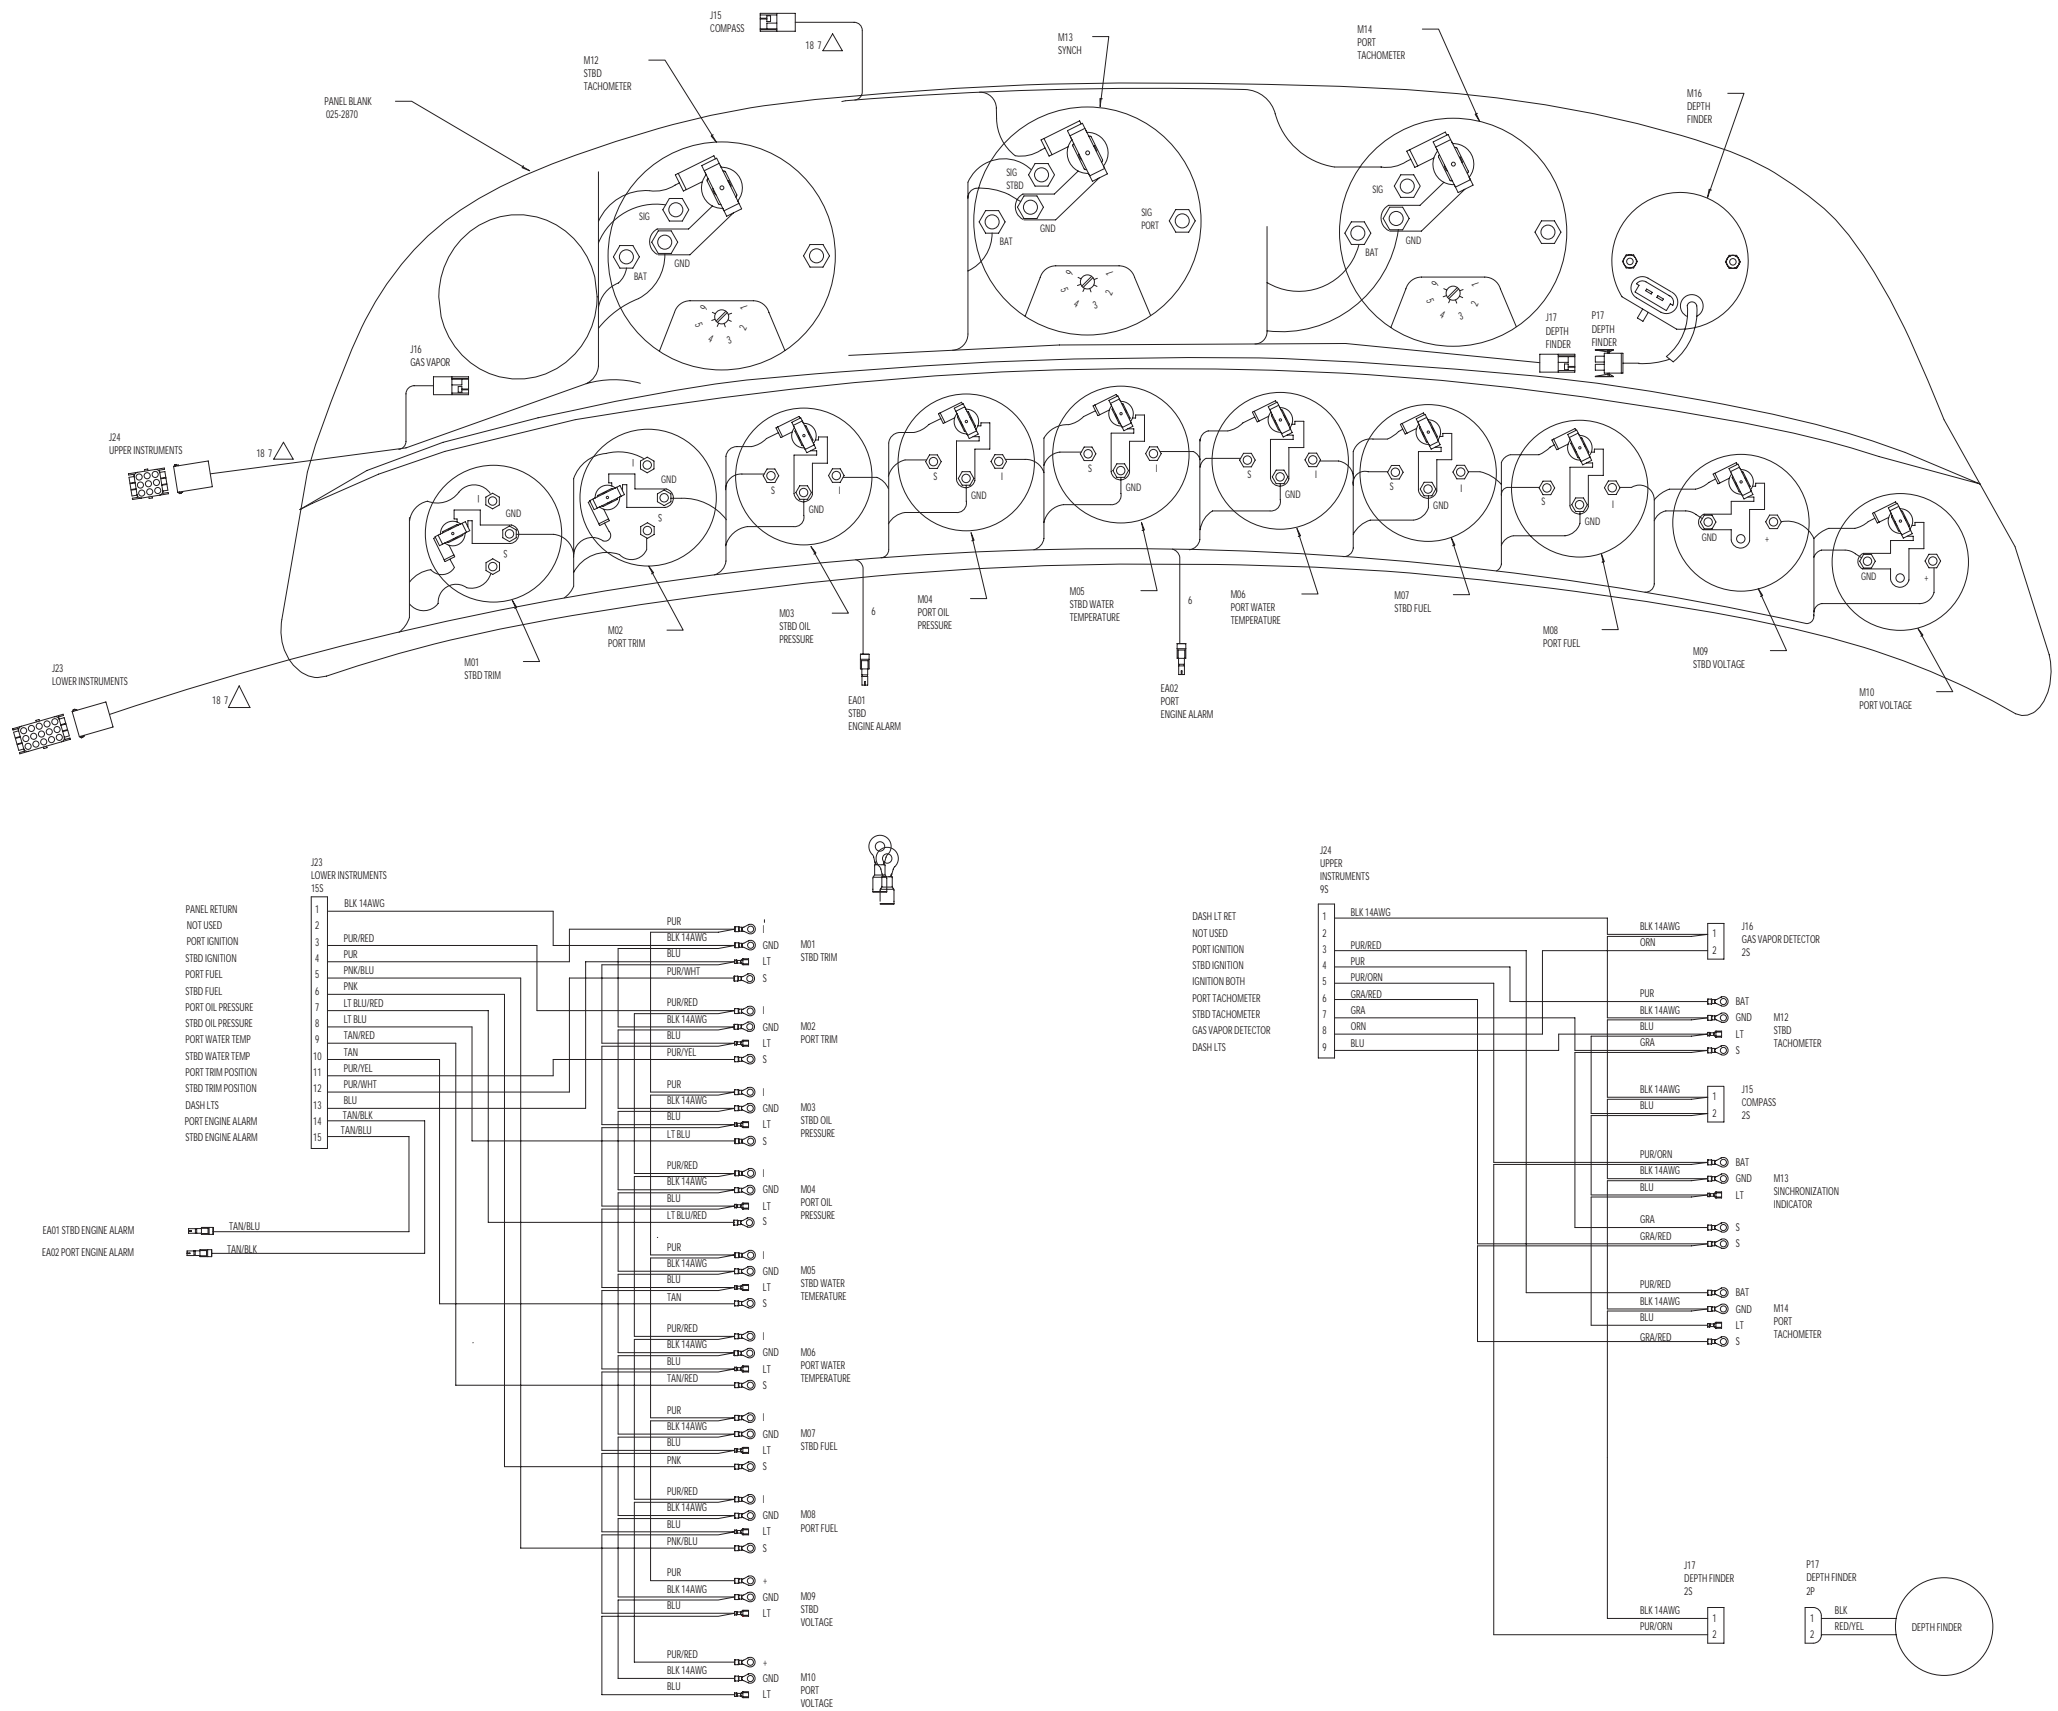 J15
COMPASS
18 7
M13
SYNCH
M14
PORT
TACHOMETER
M12
STBD
TACHOMETER
PANEL BLANK
025-2870
M16
DEPTH
FINDER
SIG
BAT
GND
6
1
5
2
4
3
SIG
STBD
BAT
GND
SIG
PORT
6
1
5
2
4
3
SIG
BAT
GND
6
1
5
2
4
3
J17
DEPTH
FINDER
P17
DEPTH
FINDER
J16
GAS VAPOR
J24
UPPER INSTRUMENTS
18 7
I
GND
S
I
GND
S
S
I
GND
S
I
GND
S
I
GND
S
I
GND
S
I
GND
S
I
GND
GND
+
GND
+
J23
LOWER INSTRUMENTS
18 7
M01
STBD TRIM
M02
PORT TRIM
M03
STBD OIL
PRESSURE
6
M04
PORT OIL
PRESSURE
M05
STBD WATER
TEMPERATURE
6
M06
PORT WATER
TEMPERATURE
M07
STBD FUEL
M08
PORT FUEL
M09
STBD VOLTAGE
M10
PORT VOLTAGE
EA01
STBD
ENGINE ALARM
EA02
PORT
ENGINE ALARM
J23
LOWER INSTRUMENTS
15S
PANEL RETURN 1 BLK 14AWG
NOT USED 2
PORT IGNITION 3 PUR/RED
STBD IGNITION 4 PUR
PORT FUEL 5 PNK/BLU
STBD FUEL 6 PNK
PORT OIL PRESSURE 7 LT BLU/RED
STBD OIL PRESSURE 8 LT BLU
PORT WATER TEMP 9 TAN/RED
STBD WATER TEMP 10 TAN
PORT TRIM POSITION 11 PUR/YEL
STBD TRIM POSITION 12 PUR/WHT
DASH LTS 13 BLU
PORT ENGINE ALARM 14 TAN/BLK
STBD ENGINE ALARM 15 TAN/BLU
EA01 STBD ENGINE ALARM TAN/BLU
EA02 PORT ENGINE ALARM TAN/BLK
PUR I
BLK 14AWG GND
BLU LT
PUR/WHT S
M01
STBD TRIM
PUR/RED I
BLK 14AWG GND
BLU LT
PUR/YEL S
M02
PORT TRIM
PUR I
BLK 14AWG GND
BLU LT
LT BLU S
M03
STBD OIL
PRESSURE
PUR/RED I
BLK 14AWG GND
BLU LT
LT BLU/RED S
M04
PORT OIL
PRESSURE
PUR I
BLK 14AWG GND
BLU LT
TAN S
M05
STBD WATER
TEMERATURE
PUR/RED I
BLK 14AWG GND
BLU LT
TAN/RED S
M06
PORT WATER
TEMPERATURE
PUR I
BLK 14AWG GND
BLU LT
PNK S
M07
STBD FUEL
PUR/RED I
BLK 14AWG GND
BLU LT
PNK/BLU S
M08
PORT FUEL
PUR +
BLK 14AWG GND
BLU LT
M09
STBD
VOLTAGE
PUR/RED +
BLK 14AWG GND
BLU LT
M10
PORT
VOLTAGE
J24
UPPER
INSTRUMENTS
9S
DASH LT RET 1 BLK 14AWG
NOT USED 2
PORT IGNITION 3 PUR/RED
STBD IGNITION 4 PUR
IGNITION BOTH 5 PUR/ORN
PORT TACHOMETER 6 GRA/RED
STBD TACHOMETER 7 GRA
GAS VAPOR DETECTOR 8 ORN
DASH LTS 9 BLU
BLK 14AWG 1
ORN 2
J16
GAS VAPOR DETECTOR
2S
PUR BAT
BLK 14AWG GND
BLU LT
GRA S
M12
STBD
TACHOMETER
BLK 14AWG 1
BLU 2
J15
COMPASS
2S
PUR/ORN BAT
BLK 14AWG GND
BLU LT
GRA S
GRA/RED S
M13
SINCHRONIZATION
INDICATOR
PUR/RED BAT
BLK 14AWG GND
BLU LT
GRA/RED S
M14
PORT
TACHOMETER
J17
DEPTH FINDER
2S
BLK 14AWG 1
PUR/ORN 2
P17
DEPTH FINDER
2P
1 BLK
2 RED/YEL
DEPTH FINDER